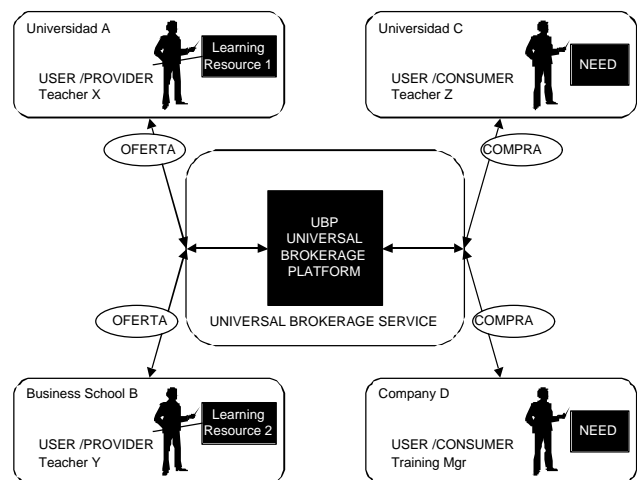 Universidad A
Learning
Resource 1
USER /PROVIDER
Teacher X
Universidad C
NEED
USER /CONSUMER
Teacher Z
OFERTA
COMPRA
UBP
UNIVERSAL
BROKERAGE
PLATFORM
UNIVERSAL BROKERAGE SERVICE
OFERTA
COMPRA
Business School B
Learning
Resource 2
USER /PROVIDER
Teacher Y
Company D
NEED
USER /CONSUMER
Training Mgr